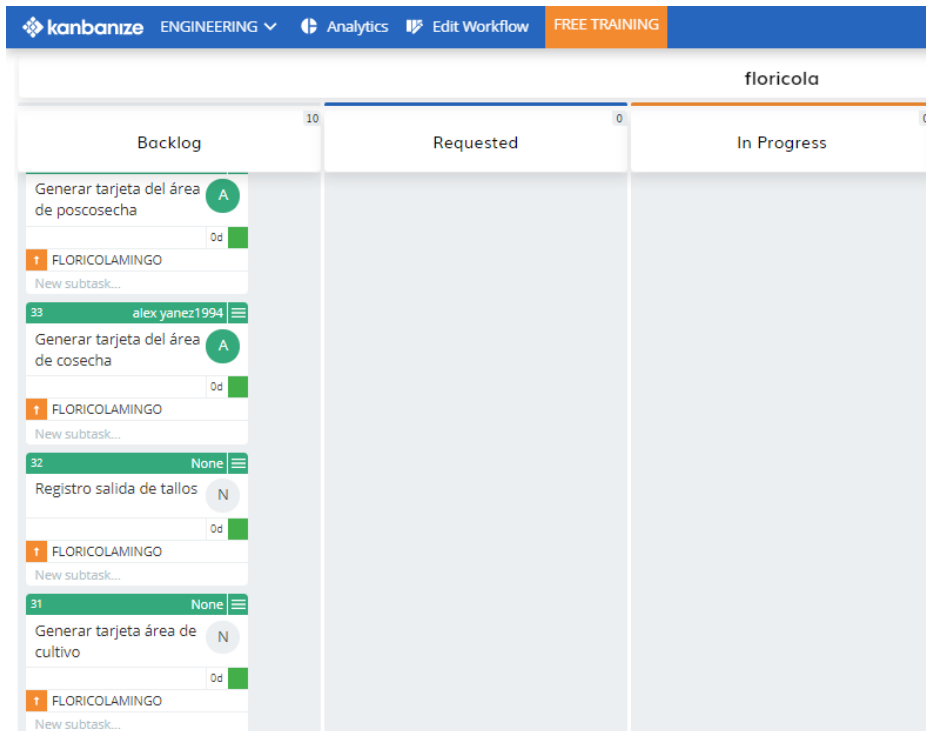 kanbanize ENGINEERING Analytics Edit Workflow FREE TRAINING
floricola
10 0
Backlog Requested In Progress
Generar tarjeta del área
de poscosecha
A
0d
↑ FLORICOLAMINGO
New subtask...
33 alex yanez1994
Generar tarjeta del área
de cosecha
A
0d
↑ FLORICOLAMINGO
New subtask...
32 None
Registro salida de tallos
N
0d
↑ FLORICOLAMINGO
New subtask...
31 None
Generar tarjeta área de
cultivo
N
0d
↑ FLORICOLAMINGO
New subtask...